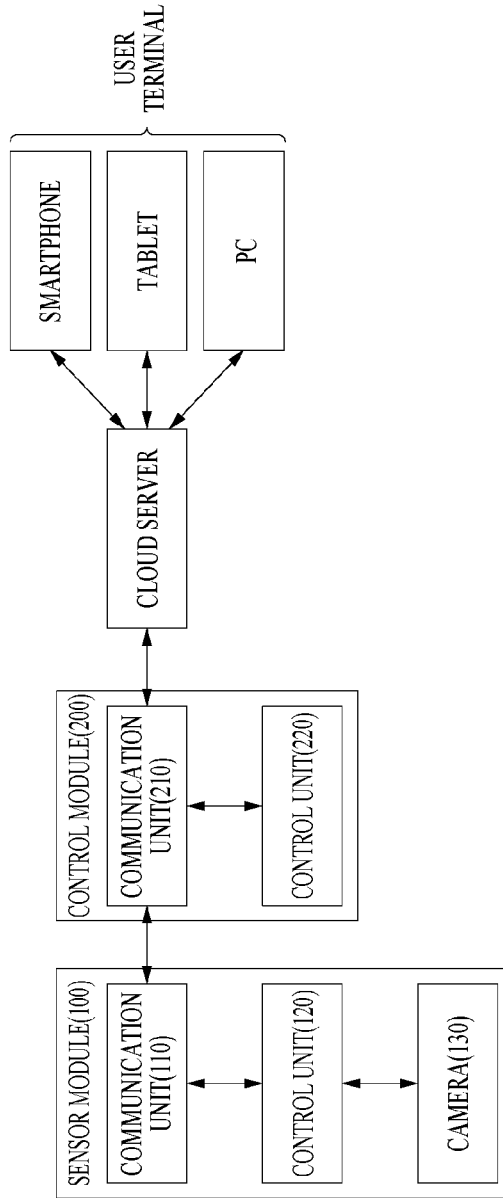 SENSOR MODULE(100)
COMMUNICATION
UNIT(110)
CONTROL UNIT(120)
CAMERA(130)
CONTROL MODULE(200)
COMMUNICATION
UNIT(210)
CONTROL UNIT(220)
CLOUD SERVER
SMARTPHONE
TABLET
PC
USER
TERMINAL